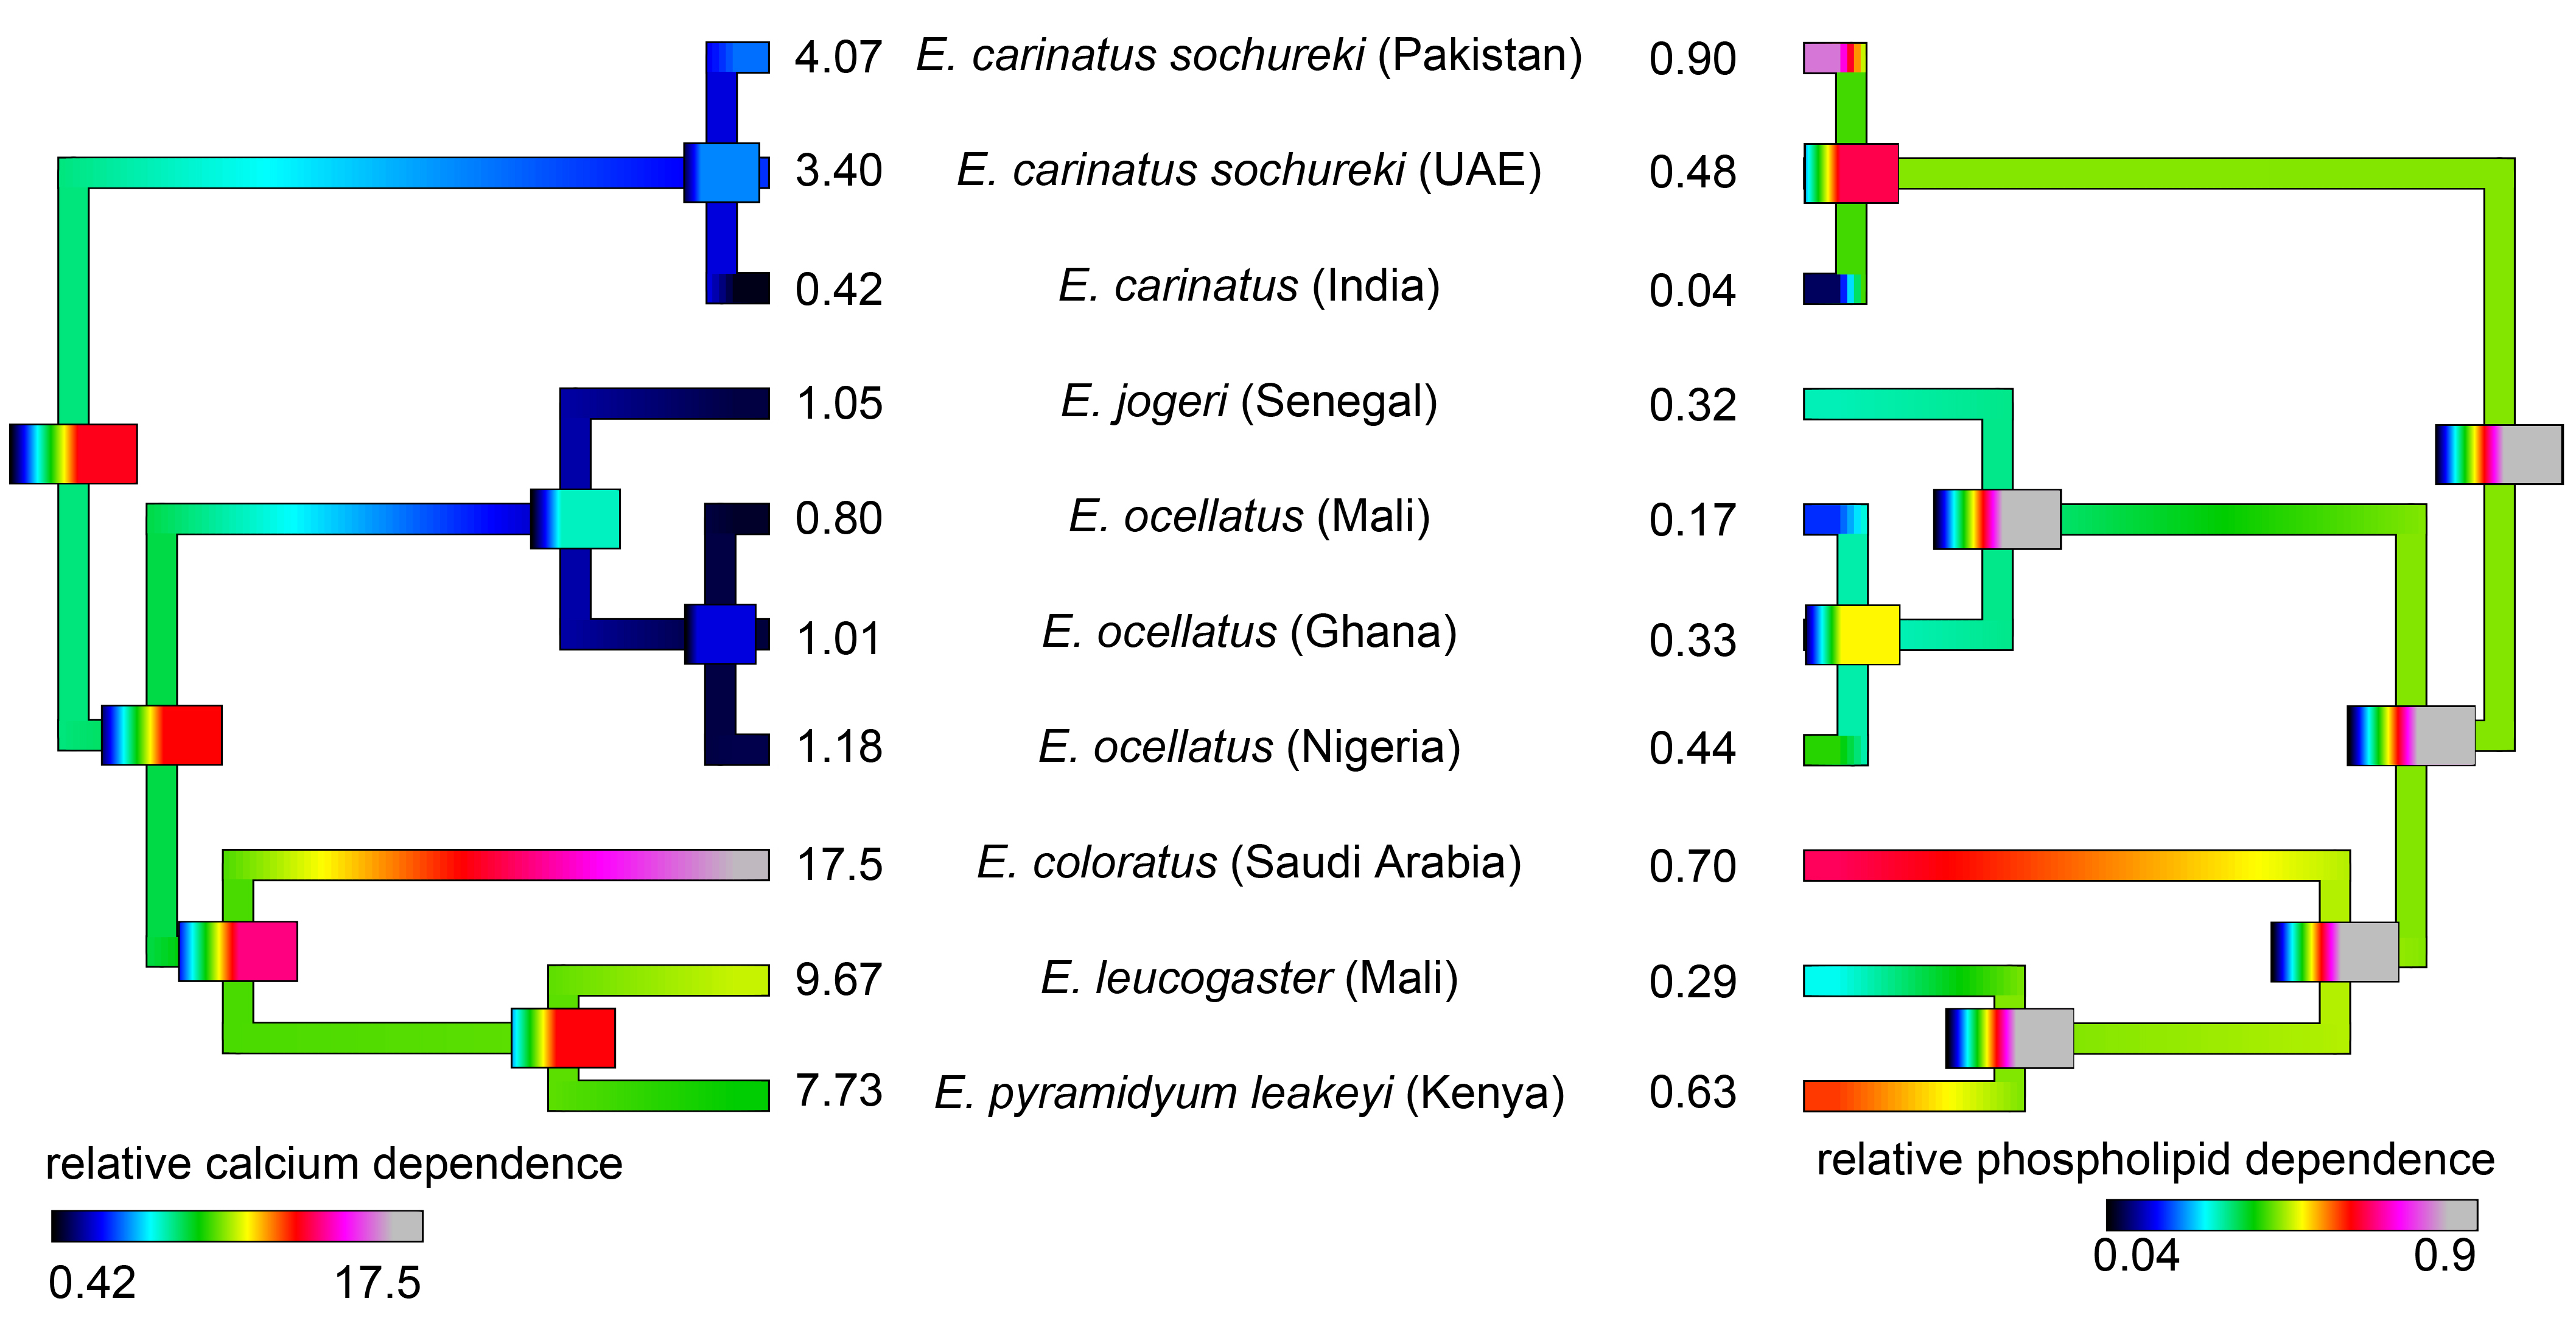 4.07 E. carinatus sochureki (Pakistan) 0.90
3.40 E. carinatus sochureki (UAE) 0.48
0.42 E. carinatus (India) 0.04
1.05 E. jogeri (Senegal) 0.32
0.80 E. ocellatus (Mali) 0.17
1.01 E. ocellatus (Ghana) 0.33
1.18 E. ocellatus (Nigeria) 0.44
17.5 E. coloratus (Saudi Arabia) 0.70
9.67 E. leucogaster (Mali) 0.29
7.73 E. pyramidyum leakeyi (Kenya) 0.63
relative calcium dependence
0.42 17.5
relative phospholipid dependence
0.04 0.9